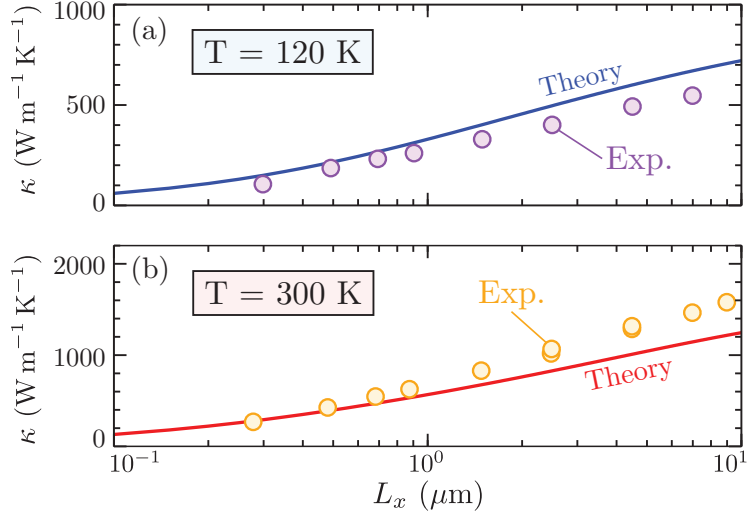 (a)
T = 120 K
1000
500
0
κ (W m⁻¹ K⁻¹)
Theory
Exp.
(b)
T = 300 K
2000
1000
0
κ (W m⁻¹ K⁻¹)
Exp.
Theory
10⁻¹ 10⁰ 10¹
Lₓ (μm)